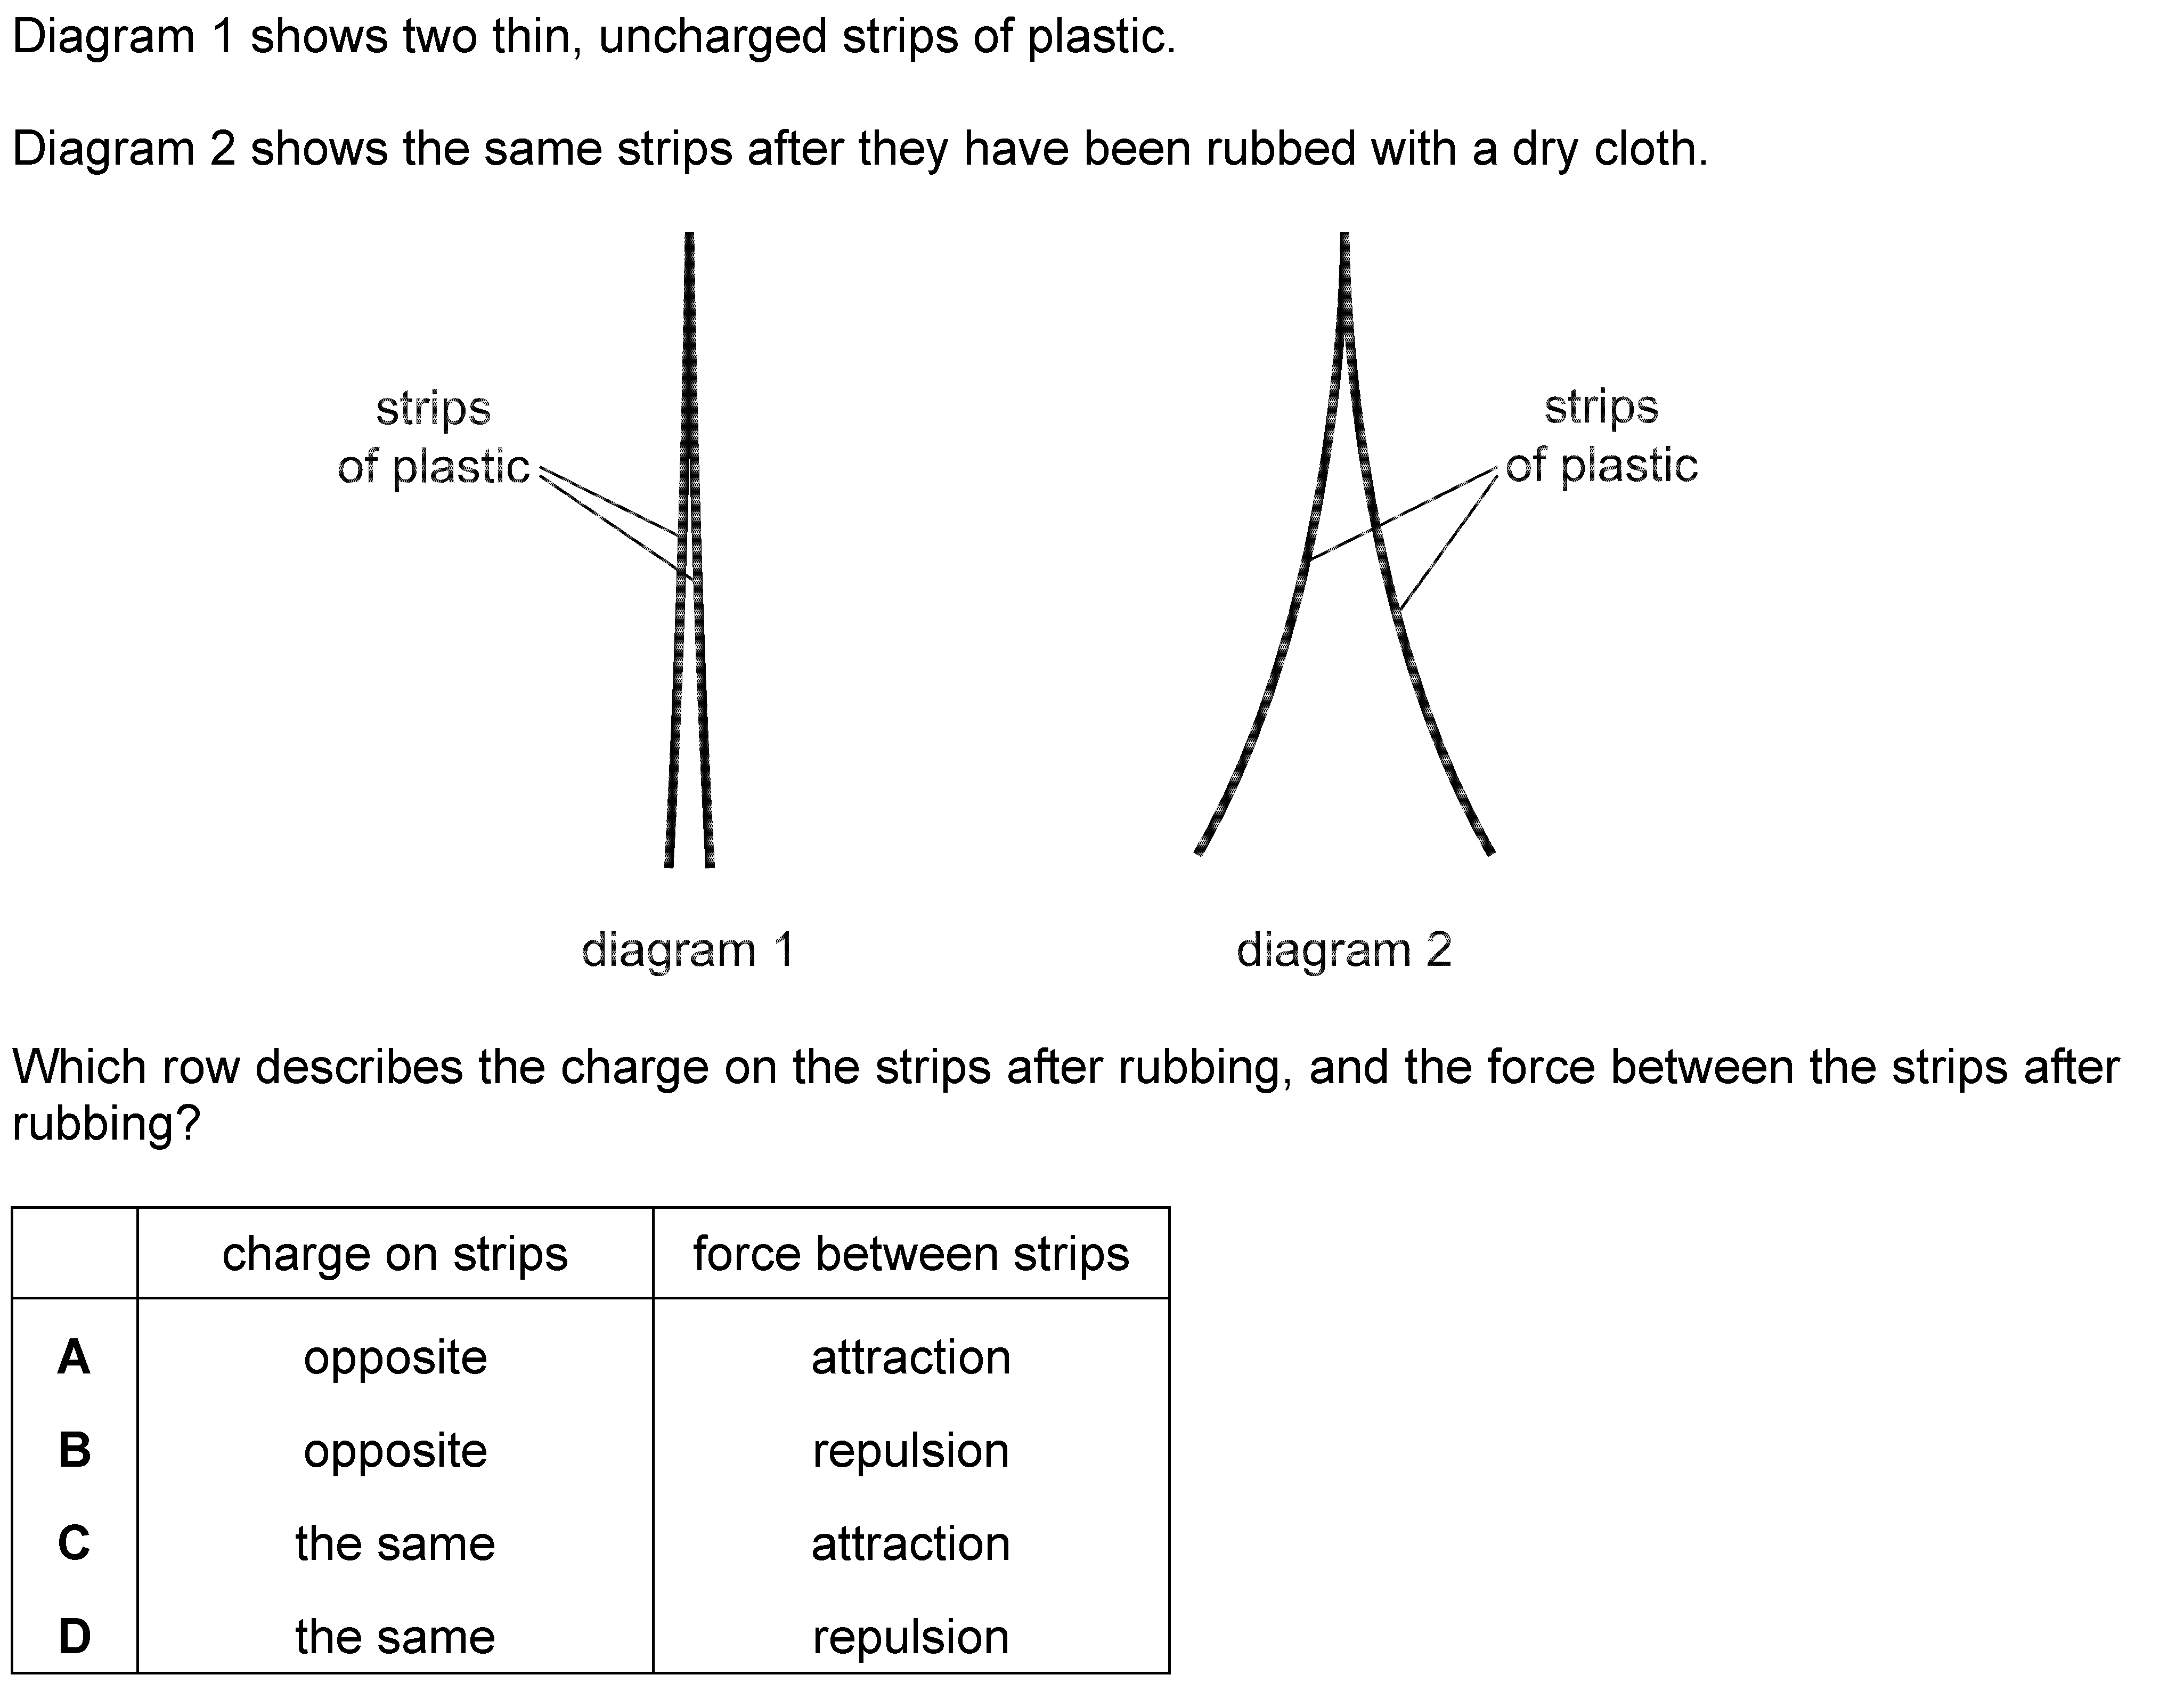 Diagram 1 shows two thin, uncharged strips of plastic.
Diagram 2 shows the same strips after they have been rubbed with a dry cloth.
strips
of plastic
strips
of plastic
diagram 1
diagram 2
Which row describes the charge on the strips after rubbing, and the force between the strips after
rubbing?
charge on strips force between strips
A opposite attraction
B opposite repulsion
C the same attraction
D the same repulsion